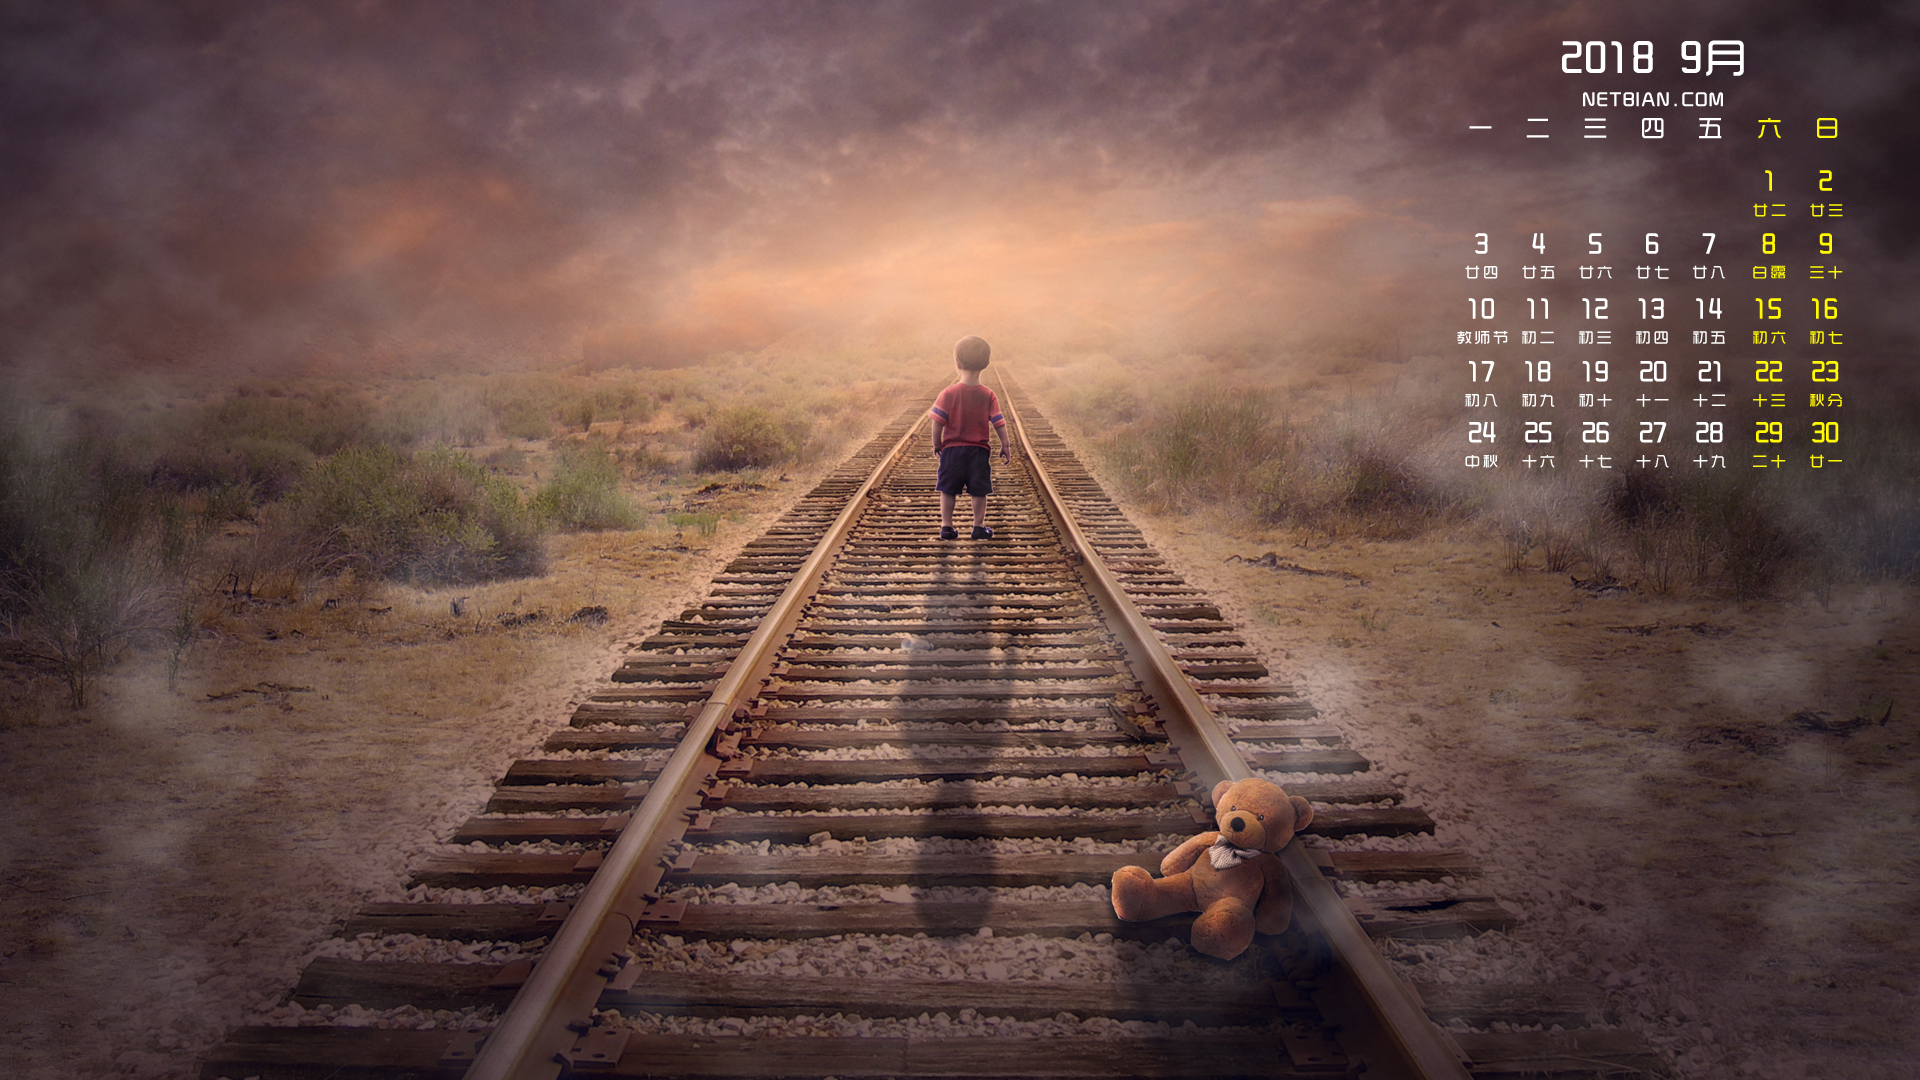 2018 9月
NETBIAN.COM
一 二 三 四 五 六 日
1 2
廿二 廿三
3 4 5 6 7 8 9
廿四 廿五 廿六 廿七 廿八 白露 三十
10 11 12 13 14 15 16
教师节 初二 初三 初四 初五 初六 初七
17 18 19 20 21 22 23
初八 初九 初十 十一 十二 十三 秋分
24 25 26 27 28 29 30
中秋 十六 十七 十八 十九 二十 廿一